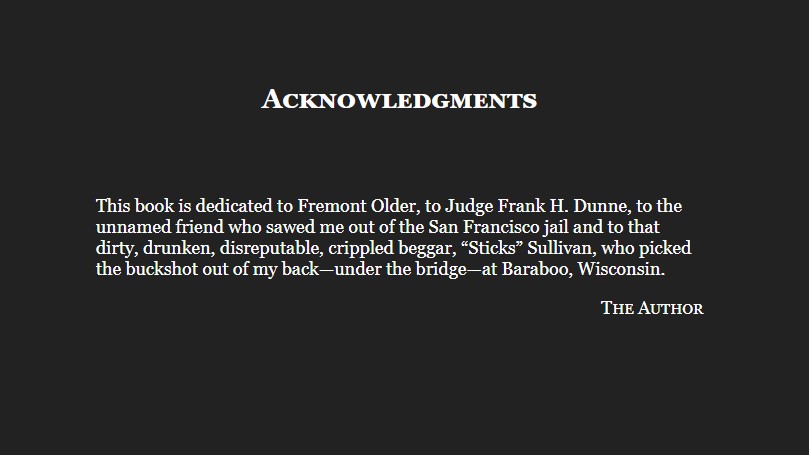 Acknowledgments
This book is dedicated to Fremont Older, to Judge Frank H. Dunne, to the
unnamed friend who sawed me out of the San Francisco jail and to that
dirty, drunken, disreputable, crippled beggar, “Sticks” Sullivan, who picked
the buckshot out of my back—under the bridge—at Baraboo, Wisconsin.
The Author